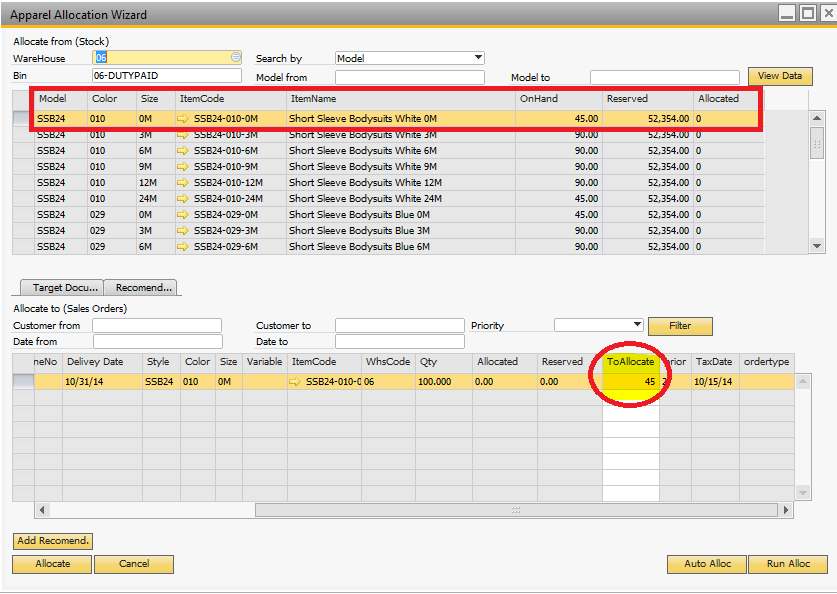 Apparel Allocation Wizard
Allocate from (Stock)
WareHouse 06 Search by Model
Bin 06-DUTYPAID Model from Model to View Data
Model Color Size ItemCode ItemName OnHand Reserved Allocated
SSB24 010 0M SSB24-010-0M Short Sleeve Bodysuits White 0M 45.00 52,354.00 0
SSB24 010 3M SSB24-010-3M Short Sleeve Bodysuits White 3M 90.00 52,354.00 0
SSB24 010 6M SSB24-010-6M Short Sleeve Bodysuits White 6M 90.00 52,354.00 0
SSB24 010 9M SSB24-010-9M Short Sleeve Bodysuits White 9M 90.00 52,354.00 0
SSB24 010 12M SSB24-010-12M Short Sleeve Bodysuits White 12M 90.00 52,354.00 0
SSB24 010 24M SSB24-010-24M Short Sleeve Bodysuits White 24M 45.00 52,354.00 0
SSB24 029 0M SSB24-029-0M Short Sleeve Bodysuits Blue 0M 45.00 52,354.00 0
SSB24 029 3M SSB24-029-3M Short Sleeve Bodysuits Blue 3M 90.00 52,354.00 0
SSB24 029 6M SSB24-029-6M Short Sleeve Bodysuits Blue 6M 90.00 52,354.00 0
Target Docu... Recomend...
Allocate to (Sales Orders)
Customer from Customer to Priority Filter
Date from Date to
neNo Delivey Date Style Color Size Variable ItemCode WhsCode Qty Allocated Reserved ToAllocate prior TaxDate ordertype
10/31/14 SSB24 010 0M SSB24-010-0 06 100.000 0.00 0.00 45 2 10/15/14
Add Recomend.
Allocate Cancel Auto Alloc Run Alloc